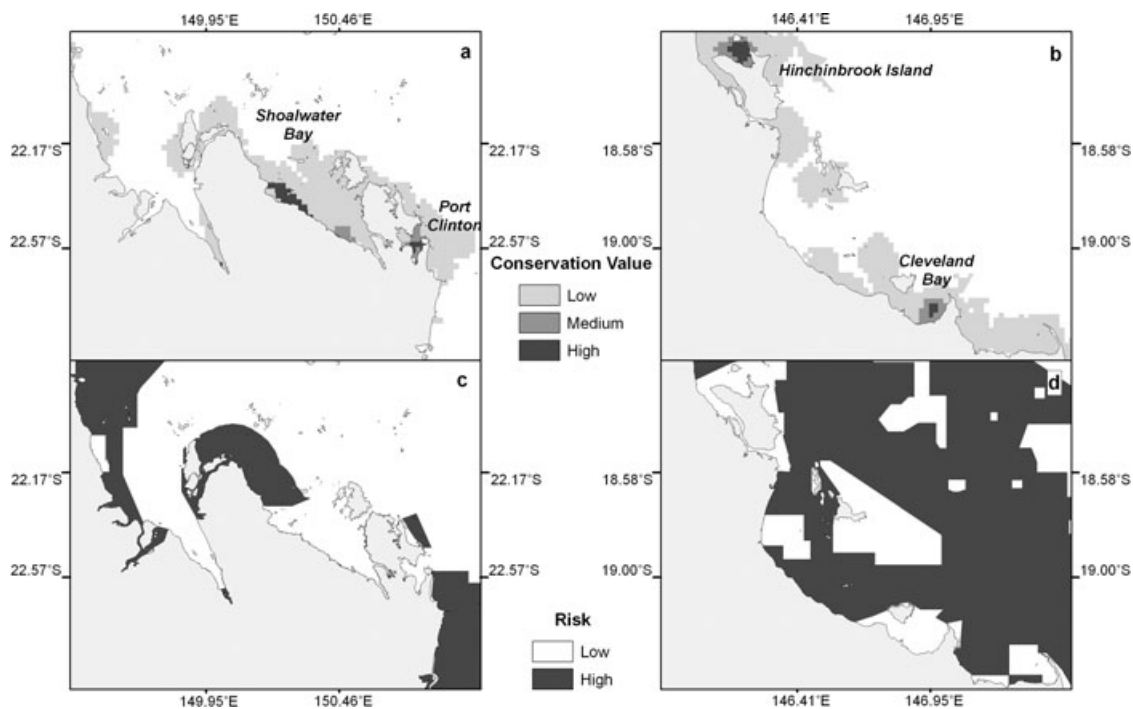 149.95°E
150.46°E
146.41°E
146.95°E
a
b
Hinchinbrook Island
Shoalwater
Bay
22.17°S
22.17°S
18.58°S
18.58°S
Port
Clinton
22.57°S
22.57°S
19.00°S
19.00°S
Cleveland
Bay
Conservation Value
Low
Medium
High
c
d
22.17°S
22.17°S
18.58°S
18.58°S
22.57°S
22.57°S
19.00°S
19.00°S
Risk
Low
High
149.95°E
150.46°E
146.41°E
146.95°E